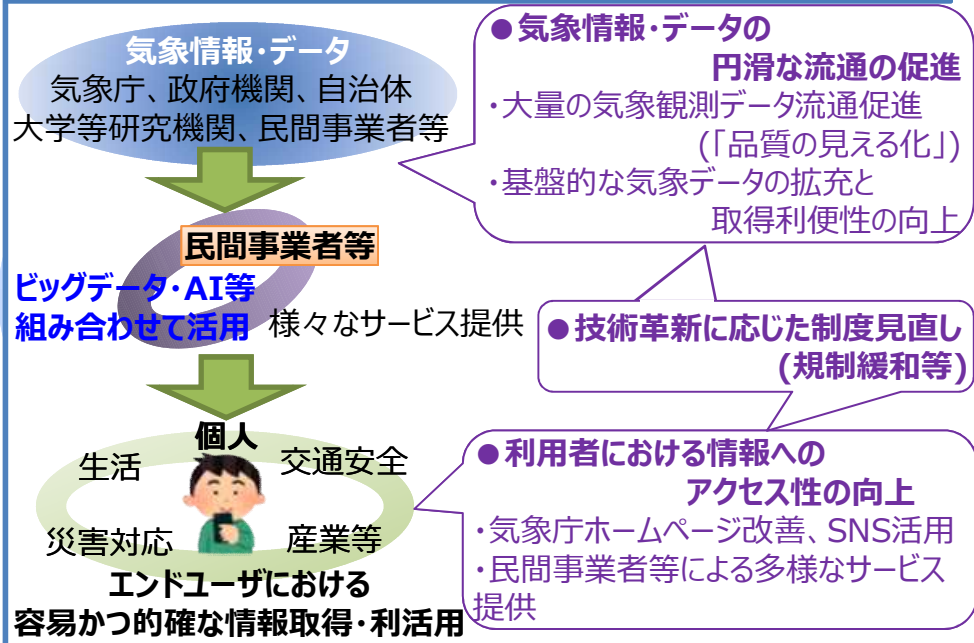 気象情報・データ
気象庁、政府機関、自治体
大学等研究機関、民間事業者等
民間事業者等
ビッグデータ・AI等
組み合わせて活用
様々なサービス提供
個人
生活
交通安全
災害対応
産業等
エンドユーザにおける
容易かつ的確な情報取得・利活用
●気象情報・データの
円滑な流通の促進
・大量の気象観測データ流通促進
(「品質の見える化」)
・基盤的な気象データの拡充と
取得利便性の向上
●技術革新に応じた制度見直し
(規制緩和等)
●利用者における情報への
アクセス性の向上
・気象庁ホームページ改善、SNS活用
・民間事業者等による多様なサービス
提供